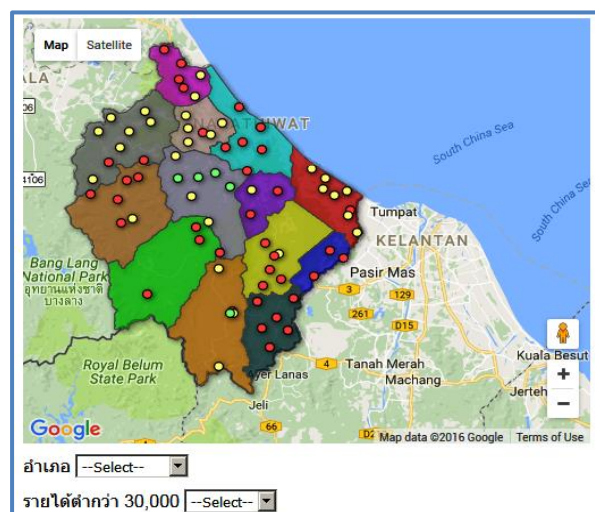 Map Satellite
ALA
06
NARATHIWAT
4106
South China Sea
South China Sea
Tumpat
KELANTAN
Bang Lang
National Park
อุทยานแห่งชาติ
บางลาง
Pasir Mas
3
129
261
D15
Royal Belum
State Park
Kuala Besut
4
Tanah Merah
yer Lanas
Machang
Jerteh
Jeli
66
Google
Map data ©2016 Google Terms of Use
อำเภอ --Select--
รายได้ต่ำกว่า 30,000 --Select--